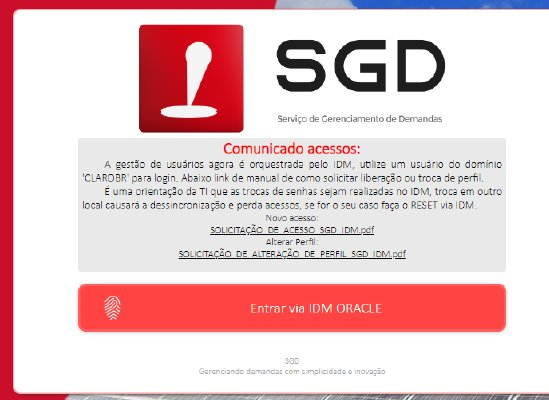 SGD
Serviço de Gerenciamento de Demandas
Comunicado acessos:
A gestão de usuários agora é orquestrada pelo IDM, utilize um usuário do domínio
'CLAROBR' para login. Abaixo link de manual de como solicitar liberação ou troca de perfil.
É uma orientação da TI que as trocas de senhas sejam realizadas no IDM, troca em outro
local causará a dessincronização e perda acessos, se for o seu caso faça o RESET via IDM.
Novo acesso:
SOLICITAÇÃO_DE_ACESSO_SGD_IDM.pdf
Alterar Perfil:
SOLICITAÇÃO_DE_ALTERAÇÃO_DE_PERFIL_SGD_IDM.pdf
Entrar via IDM ORACLE
SGD
Gerenciando demandas com simplicidade e inovação